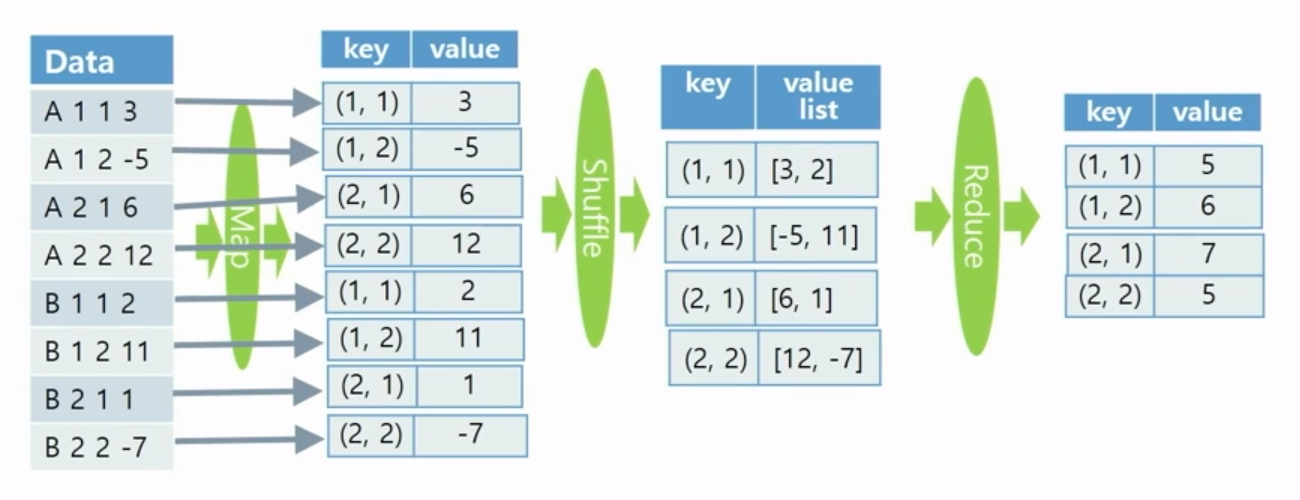 Data
A 1 1 3
A 1 2 -5
A 2 1 6
A 2 2 12
B 1 1 2
B 1 2 11
B 2 1 1
B 2 2 -7
Map
key value
(1, 1) 3
(1, 2) -5
(2, 1) 6
(2, 2) 12
(1, 1) 2
(1, 2) 11
(2, 1) 1
(2, 2) -7
Shuffle
key value
list
(1, 1) [3, 2]
(1, 2) [-5, 11]
(2, 1) [6, 1]
(2, 2) [12, -7]
Reduce
key value
(1, 1) 5
(1, 2) 6
(2, 1) 7
(2, 2) 5